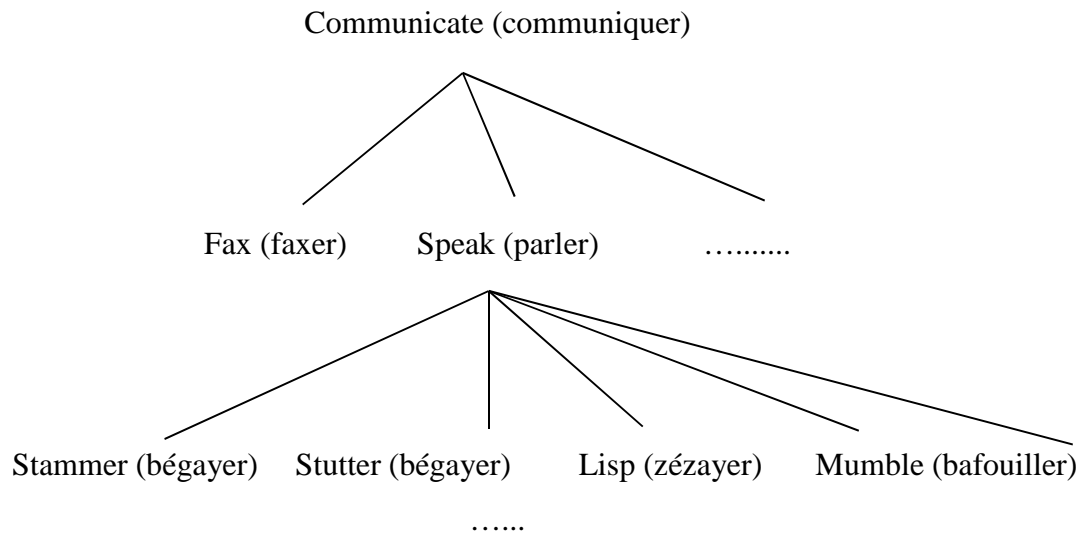 Communicate (communiquer)
Fax (faxer) Speak (parler) ….......
Stammer (bégayer) Stutter (bégayer) Lisp (zézayer) Mumble (bafouiller)
…...